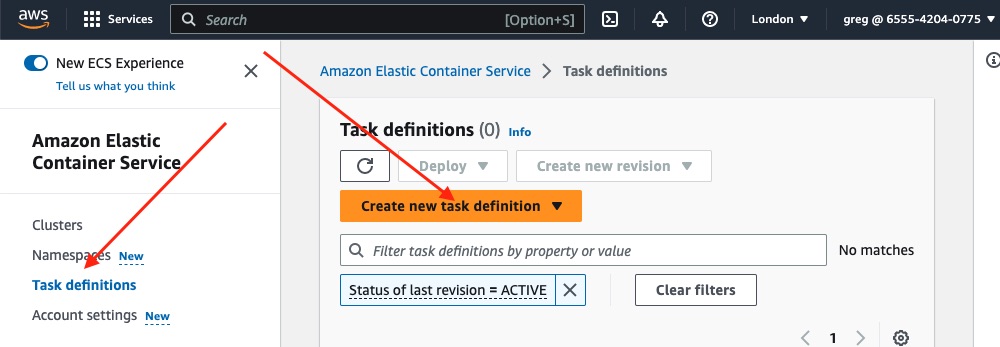 aws
Services
Search
[Option+S]
London
greg @ 6555-4204-0775
New ECS Experience
Tell us what you think
Amazon Elastic
Container Service
Clusters
Namespaces New
Task definitions
Account settings New
Amazon Elastic Container Service
Task definitions
Task definitions (0) Info
Deploy
Create new revision
Create new task definition
Filter task definitions by property or value
No matches
Status of last revision = ACTIVE
Clear filters
1